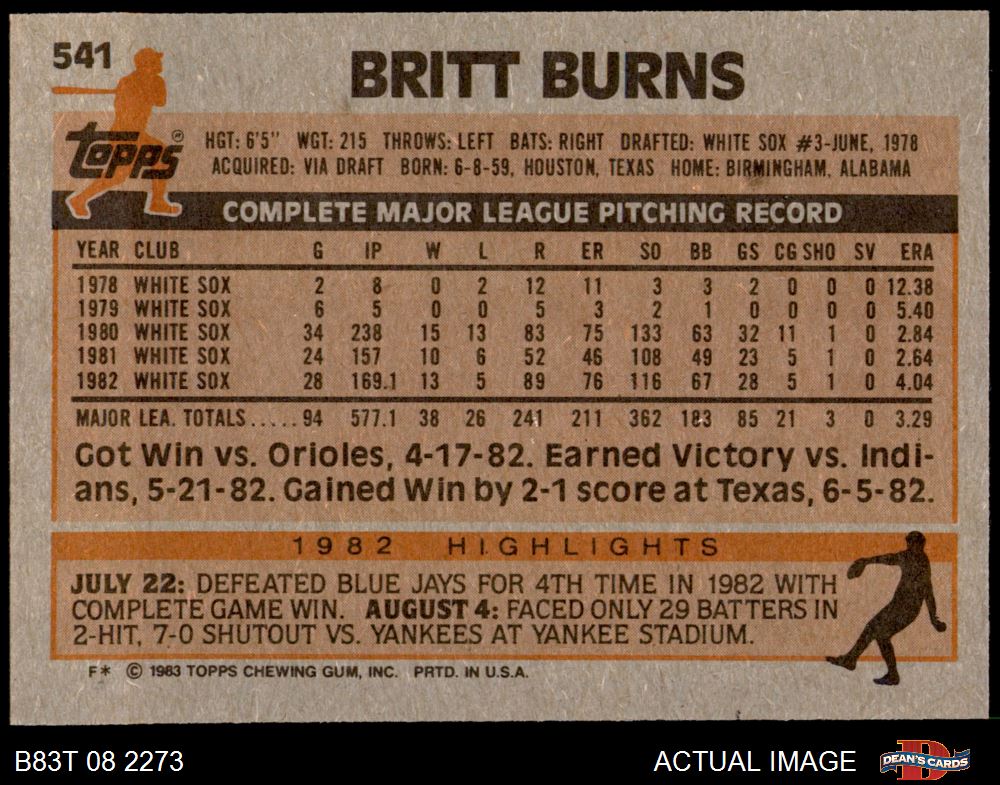 541
BRITT BURNS
topps®
HGT: 6'5" WGT: 215 THROWS: LEFT BATS: RIGHT DRAFTED: WHITE SOX #3-JUNE, 1978
ACQUIRED: VIA DRAFT BORN: 6-8-59, HOUSTON, TEXAS HOME: BIRMINGHAM, ALABAMA
COMPLETE MAJOR LEAGUE PITCHING RECORD
YEAR CLUB G IP W L R ER SO BB GS CG SHO SV ERA
1978 WHITE SOX 2 8 0 2 12 11 3 3 2 0 0 0 12.38
1979 WHITE SOX 6 5 0 0 5 3 2 1 0 0 0 0 5.40
1980 WHITE SOX 34 238 15 13 83 75 133 63 32 11 1 0 2.84
1981 WHITE SOX 24 157 10 6 52 46 108 49 23 5 1 0 2.64
1982 WHITE SOX 28 169.1 13 5 89 76 116 67 28 5 1 0 4.04
MAJOR LEA. TOTALS..... 94 577.1 38 26 241 211 362 183 85 21 3 0 3.29
Got Win vs. Orioles, 4-17-82. Earned Victory vs. Indi-
ans, 5-21-82. Gained Win by 2-1 score at Texas, 6-5-82.
1982 HIGHLIGHTS
JULY 22: DEFEATED BLUE JAYS FOR 4TH TIME IN 1982 WITH
COMPLETE GAME WIN. AUGUST 4: FACED ONLY 29 BATTERS IN
2-HIT, 7-0 SHUTOUT VS. YANKEES AT YANKEE STADIUM.
F* © 1983 TOPPS CHEWING GUM, INC. PRTD. IN U.S.A.
B83T 08 2273
ACTUAL IMAGE
D
DEAN'S CARDS